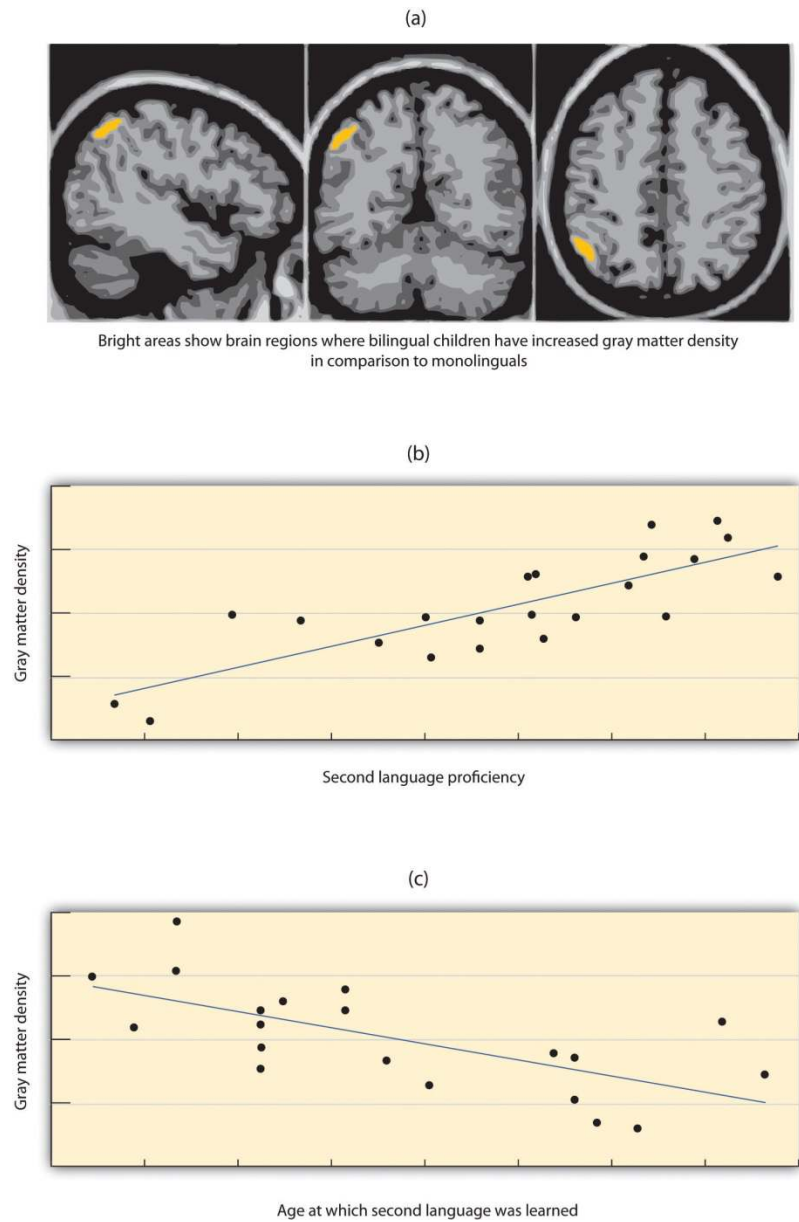 (a)
Bright areas show brain regions where bilingual children have increased gray matter density
in comparison to monolinguals
(b)
Gray matter density
Second language proficiency
(c)
Gray matter density
Age at which second language was learned